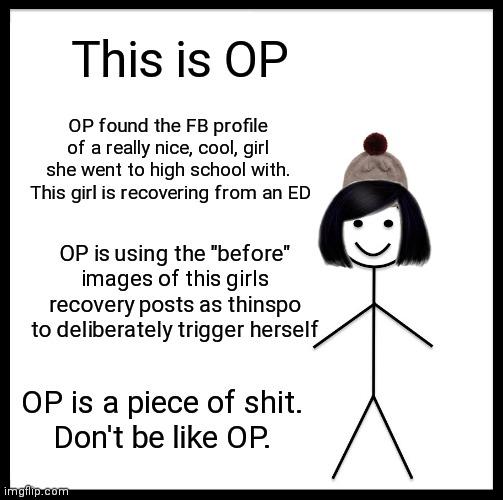 This is OP
OP found the FB profile
of a really nice, cool, girl
she went to high school with.
This girl is recovering from an ED
OP is using the "before"
images of this girls
recovery posts as thinspo
to deliberately trigger herself
OP is a piece of shit.
Don't be like OP.
imgflip.com